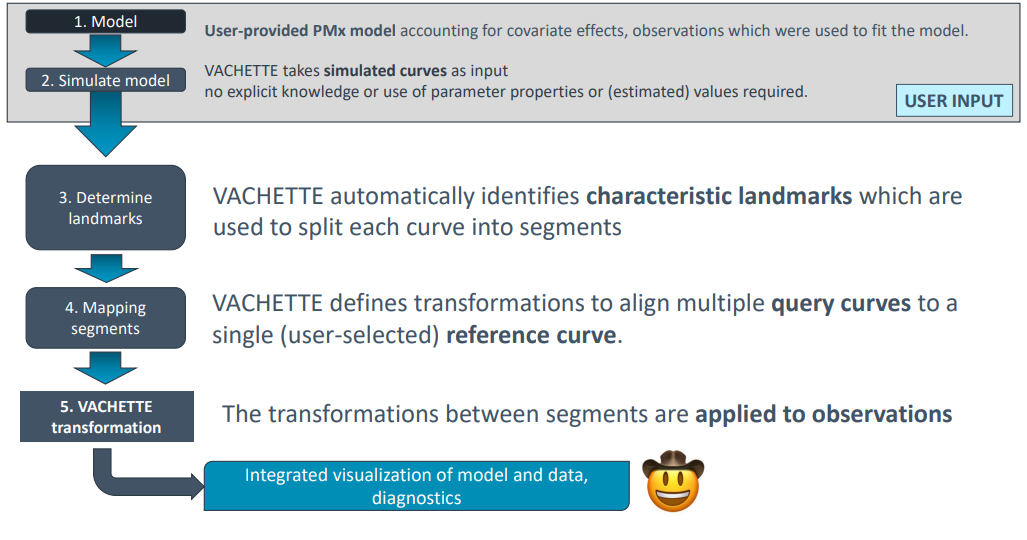 1. Model
User-provided PMx model accounting for covariate effects, observations which were used to fit the model.
2. Simulate model
VACHETTE takes simulated curves as input
no explicit knowledge or use of parameter properties or (estimated) values required.
USER INPUT
3. Determine
landmarks
VACHETTE automatically identifies characteristic landmarks which are
used to split each curve into segments
4. Mapping
segments
VACHETTE defines transformations to align multiple query curves to a
single (user-selected) reference curve.
5. VACHETTE
transformation
The transformations between segments are applied to observations
Integrated visualization of model and data,
diagnostics